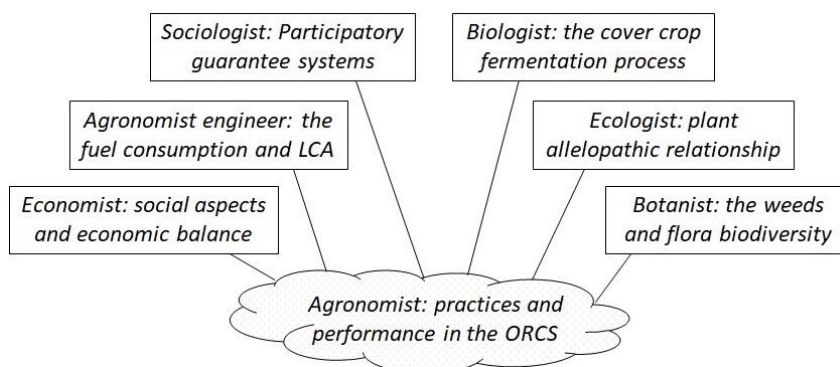 Sociologist: Participatory
guarantee systems
Biologist: the cover crop
fermentation process
Agronomist engineer: the
fuel consumption and LCA
Ecologist: plant
allelopathic relationship
Economist: social aspects
and economic balance
Botanist: the weeds
and flora biodiversity
Agronomist: practices and
performance in the ORCS